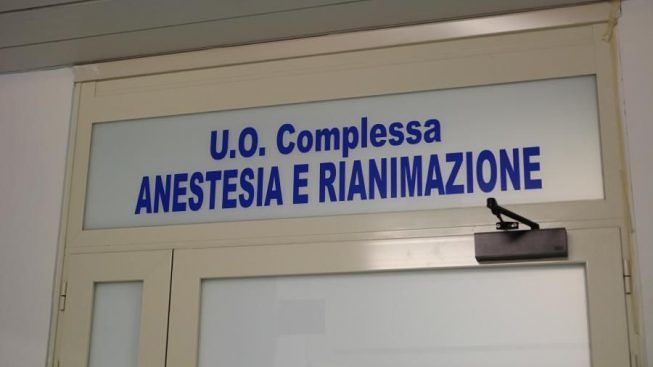 U.O. Complessa
ANESTESIA E RIANIMAZIONE